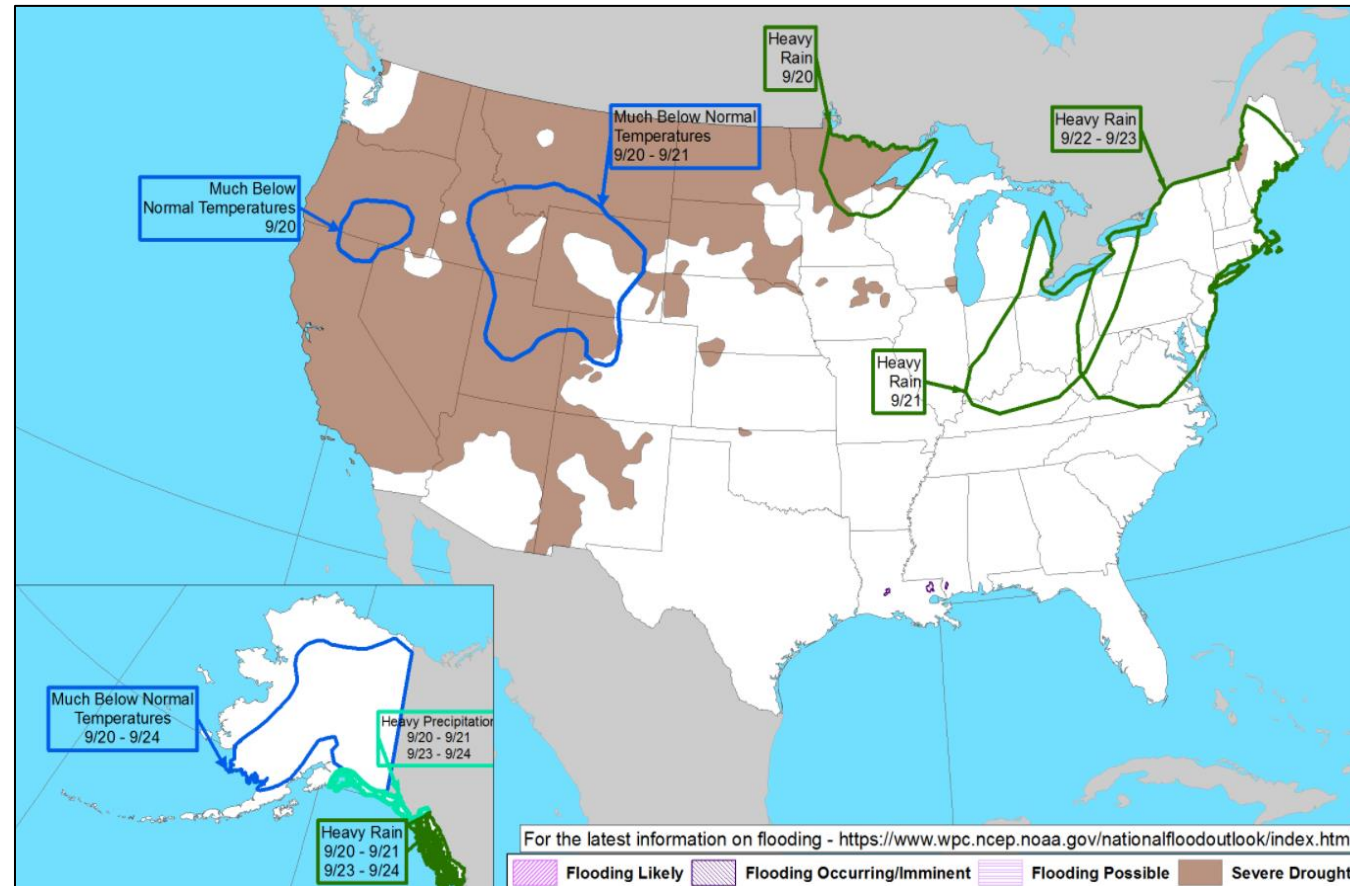 Heavy
Rain
9/20
Much Below Normal
Temperatures
9/20 - 9/21
Heavy Rain
9/22 - 9/23
Much Below
Normal Temperatures
9/20
Heavy
Rain
9/21
Much Below Normal
Temperatures
9/20 - 9/24
Heavy Precipitation
9/20 - 9/21
9/23 - 9/24
Heavy Rain
9/20 - 9/21
9/23 - 9/24
For the latest information on flooding - https://www.wpc.ncep.noaa.gov/nationalfloodoutlook/index.htm
Flooding Likely Flooding Occurring/Imminent Flooding Possible Severe Drought